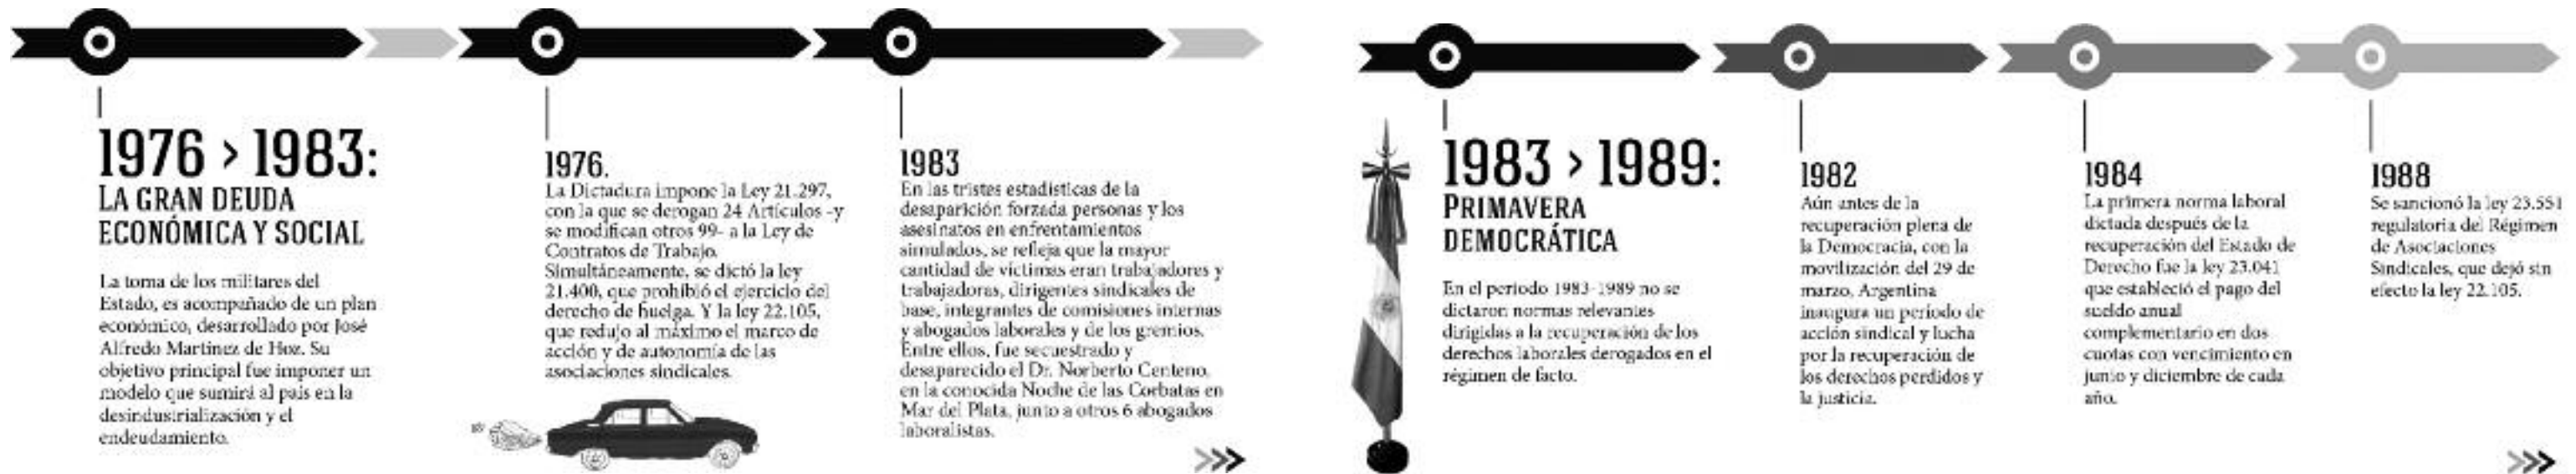 1976 > 1983:
LA GRAN DEUDA
ECONÓMICA Y SOCIAL
La toma de los militares del
Estado, es acompañado de un plan
económico, desarrollado por José
Alfredo Martínez de Hoz. Su
objetivo principal fue imponer un
modelo que sumirá al país en la
desindustrialización y el
endeudamiento.
1976.
La Dictadura impone la Ley 21.297,
con la que se derogan 24 Artículos -y
se modifican otros 99- a la Ley de
Contratos de Trabajo.
Simultáneamente, se dictó la ley
21.400, que prohibió el ejercicio del
derecho de huelga. Y la ley 22.105,
que redujo al máximo el marco de
acción y de autonomía de las
asociaciones sindicales.
1983
En las tristes estadísticas de la
desaparición forzada personas y los
asesinatos en enfrentamientos
simulados, se refleja que la mayor
cantidad de víctimas eran trabajadores y
trabajadoras, dirigentes sindicales de
base, integrantes de comisiones internas
y abogados laborales y de los gremios.
Entre ellos, fue secuestrado y
desaparecido el Dr. Norberto Centeno,
en la conocida Noche de las Corbatas en
Mar del Plata, junto a otros 6 abogados
laboralistas.
1983 > 1989:
PRIMAVERA
DEMOCRÁTICA
En el período 1983-1989 no se
dictaron normas relevantes
dirigidas a la recuperación de los
derechos laborales derogados en el
régimen de facto.
1982
Aún antes de la
recuperación plena de
la Democracia, con la
movilización del 29 de
marzo, Argentina
inaugura un período de
acción sindical y lucha
por la recuperación de
los derechos perdidos y
la justicia.
1984
La primera norma laboral
dictada después de la
recuperación del Estado de
Derecho fue la ley 23.041
que estableció el pago del
sueldo anual
complementario en dos
cuotas con vencimiento en
junio y diciembre de cada
año.
1988
Se sancionó la ley 23.551
regulatoria del Régimen
de Asociaciones
Sindicales, que dejó sin
efecto la ley 22.105.